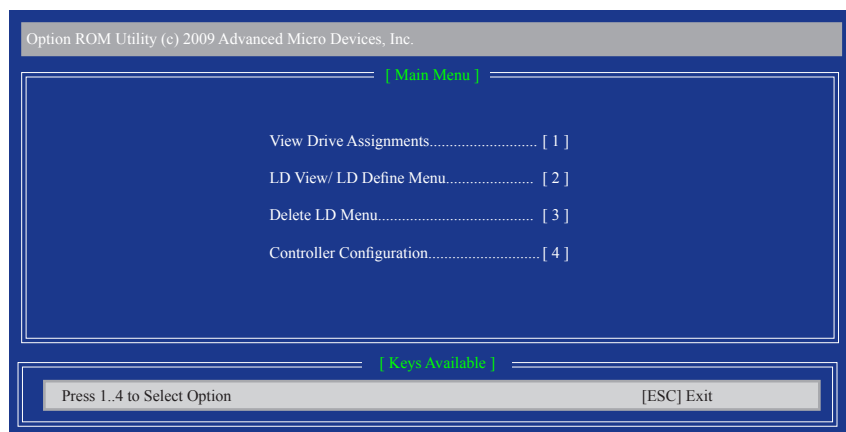 Option ROM Utility (c) 2009 Advanced Micro Devices, Inc.
[ Main Menu ]
View Drive Assignments.......................... [ 1 ]
LD View/ LD Define Menu..................... [ 2 ]
Delete LD Menu...................................... [ 3 ]
Controller Configuration...........................[ 4 ]
[ Keys Available ]
Press 1..4 to Select Option [ESC] Exit